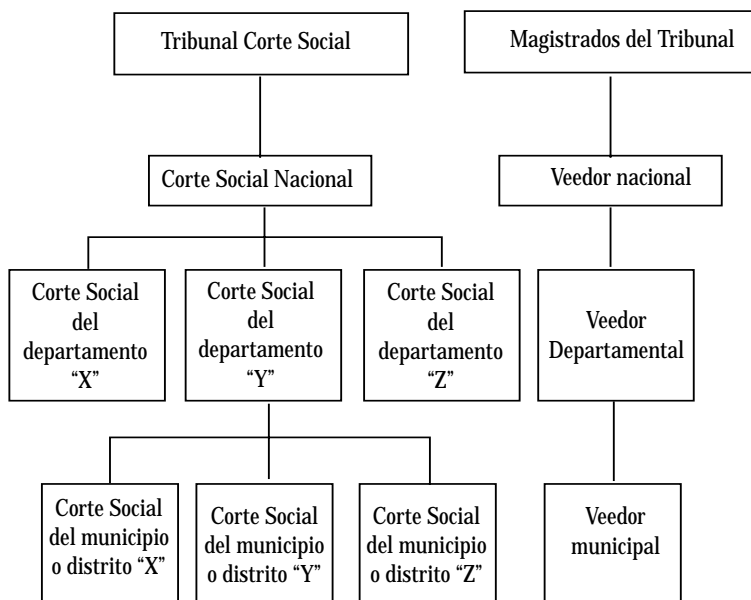 Tribunal Corte Social
Magistrados del Tribunal
Corte Social Nacional
Veedor nacional
Corte Social
del
departamento
“X”
Corte Social
del
departamento
“Y”
Corte Social
del
departamento
“Z”
Veedor
Departamental
Corte Social
del municipio
o distrito “X”
Corte Social
del municipio
o distrito “Y”
Corte Social
del municipio
o distrito “Z”
Veedor
municipal